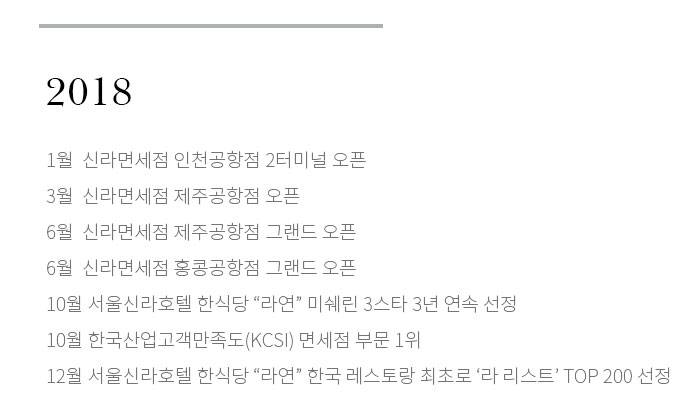 2018
1월 신라면세점 인천공항점 2터미널 오픈
3월 신라면세점 제주공항점 오픈
6월 신라면세점 제주공항점 그랜드 오픈
6월 신라면세점 홍콩공항점 그랜드 오픈
10월 서울신라호텔 한식당 “라연” 미쉐린 3스타 3년 연속 선정
10월 한국산업고객만족도(KCSI) 면세점 부문 1위
12월 서울신라호텔 한식당 “라연” 한국 레스토랑 최초로 ‘라 리스트’ TOP 200 선정